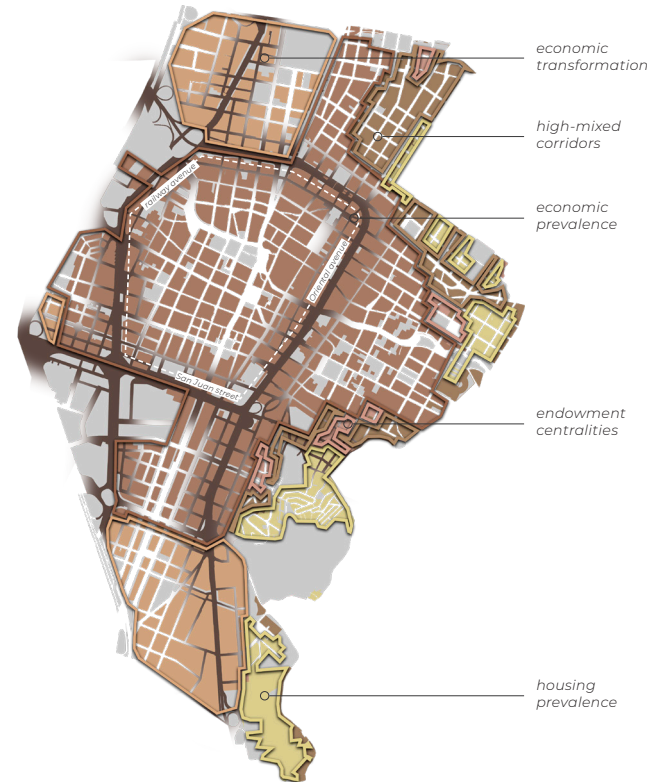 economic
transformation
high-mixed
corridors
railway avenue
economic
prevalence
Oriental avenue
San Juan street
endowment
centralities
housing
prevalence